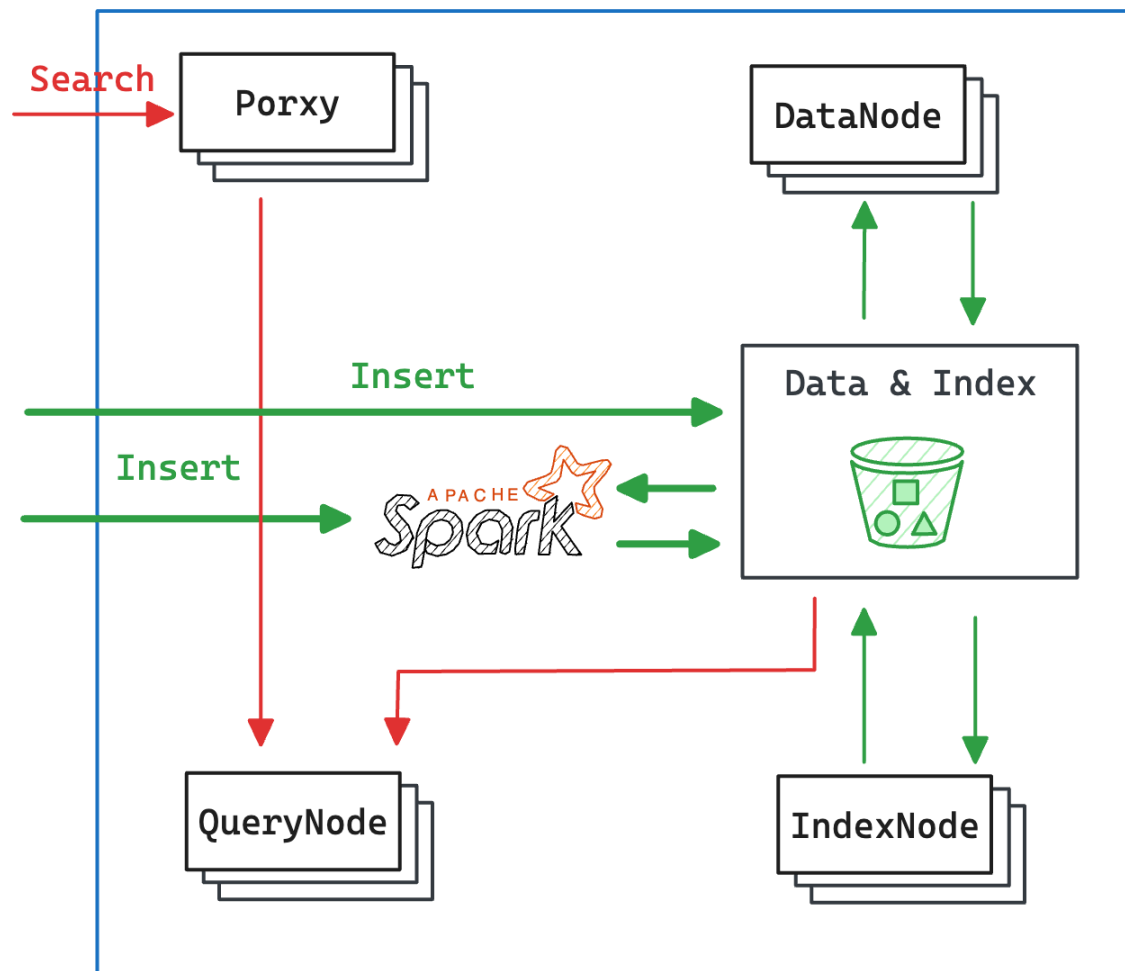 Search
Porxy
DataNode
Insert
Data & Index
Insert
APACHE
Spark
QueryNode
IndexNode